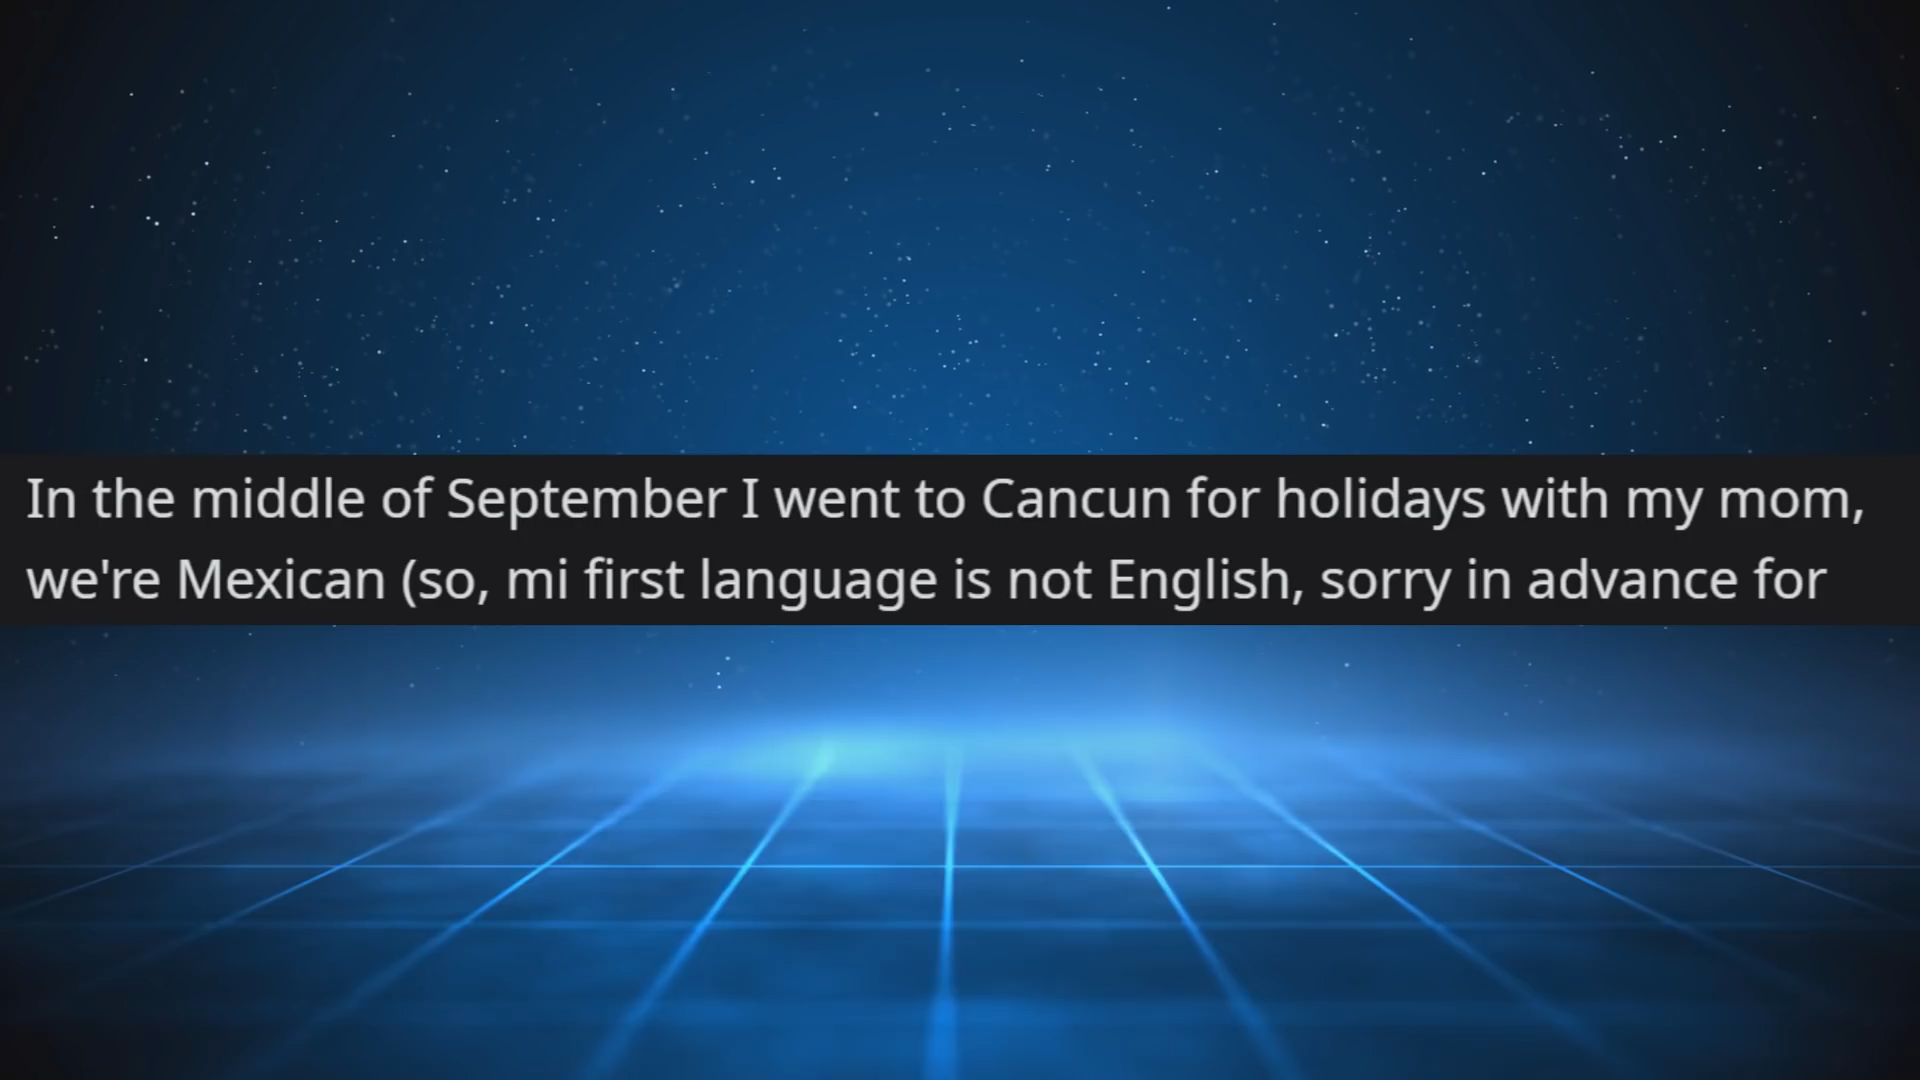 In the middle of September I went to Cancun for holidays with my mom,
we're Mexican (so, mi first language is not English, sorry in advance for